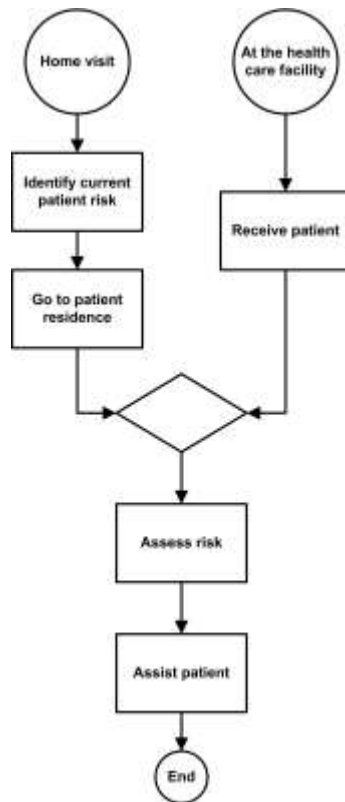 Home visit
At the health
care facility
Identify current
patient risk
Receive patient
Go to patient
residence
Assess risk
Assist patient
End